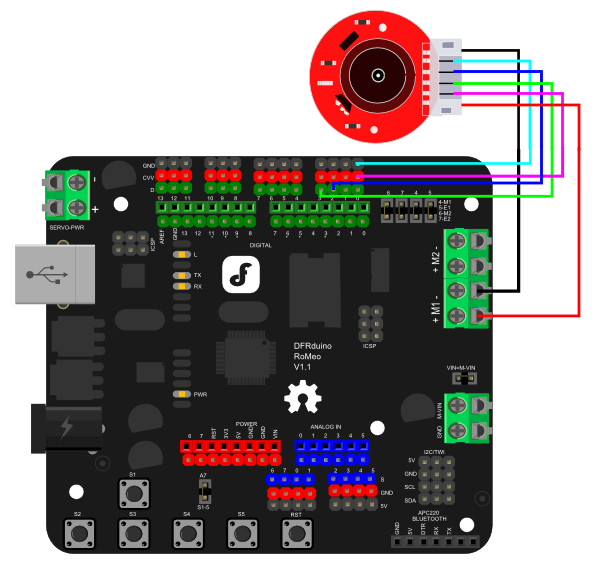 GND
CVV
D
13 12 11 10 9 8 7 6 5 4 3 2 1 0
-
+
SERVO-PWR
AREF
GND
13 12 11 10 9 8 7 6 5 4 3 2 1 0
DIGITAL
6 7 4 5
4-M1
5-E1
6-M2
7-E2
ICSP
L
TX
RX
+ M2 -
+ M1 -
DFRduino
RoMeo
V1.1
ICSP
VIN=M-VIN
PWR
M-VIN
GND
POWER
6 7 RST 3V3 5V GND GND VIN
ANALOG IN
0 1 2 3 4 5
I2C/TWI
5V
GND
SCL
SDA
6 7 0 1 2 3 4 5 S
GND
5V
A7
S1-5
S1
S2
S3
S4
S5
RST
APC220
BLUETOOTH
GND 5V DTR RX TX